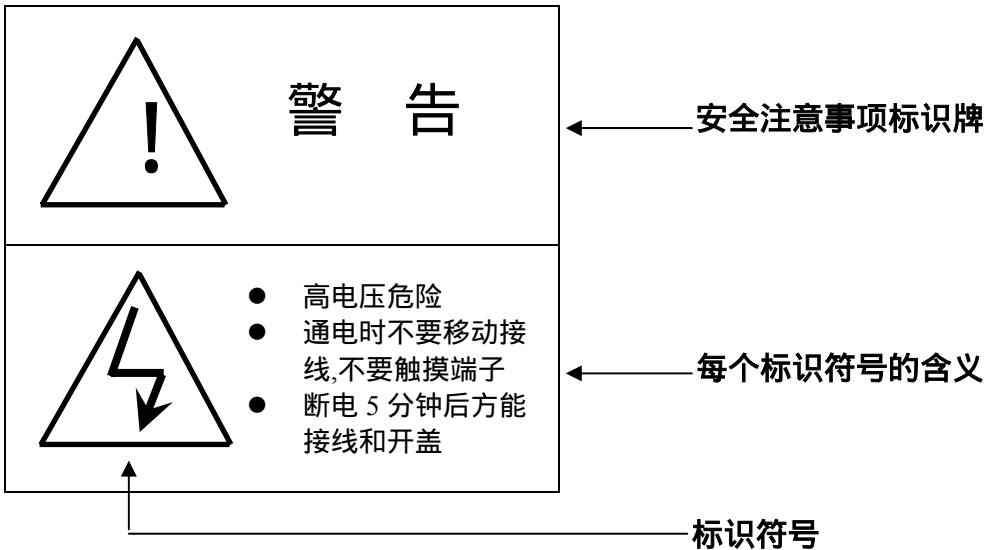 !
警 告
安全注意事项标识牌
● 高电压危险
● 通电时不要移动接
线,不要触摸端子
● 断电 5 分钟后方能
接线和开盖
每个标识符号的含义
标识符号